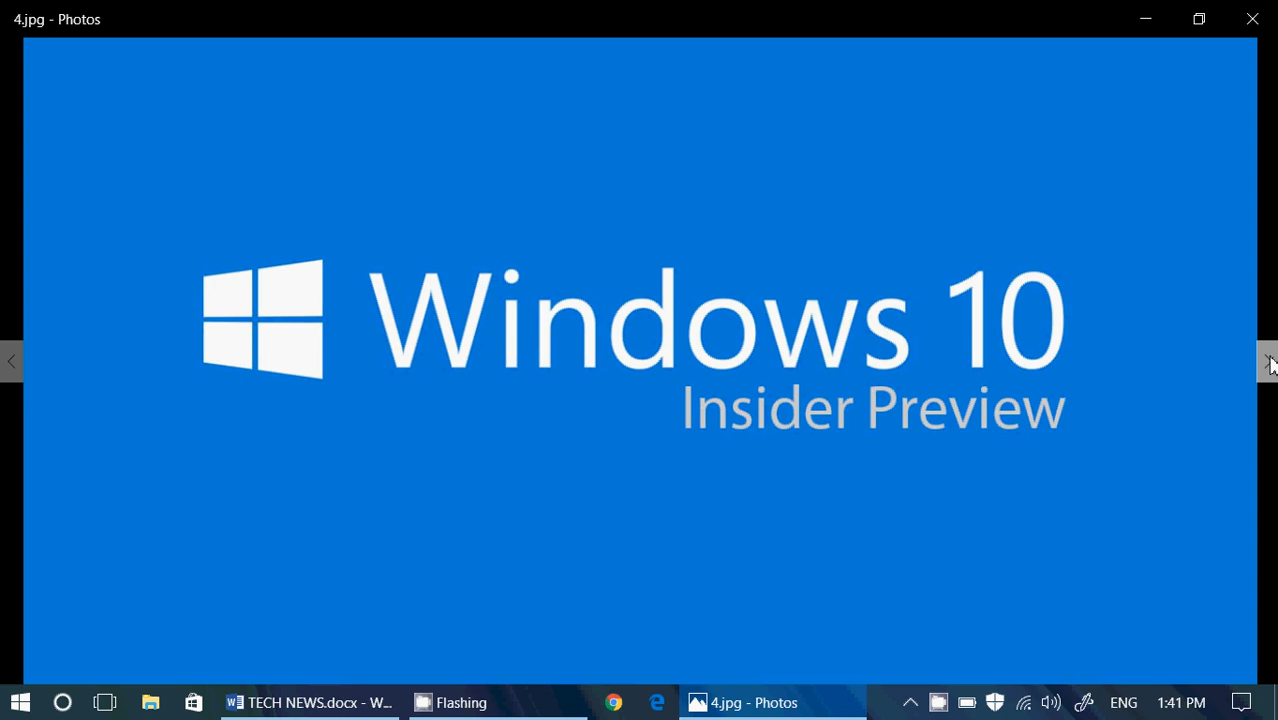 4.jpg - Photos
Windows 10
Insider Preview
TECH NEWS.docx - W...
Flashing
4.jpg - Photos
ENG
1:41 PM